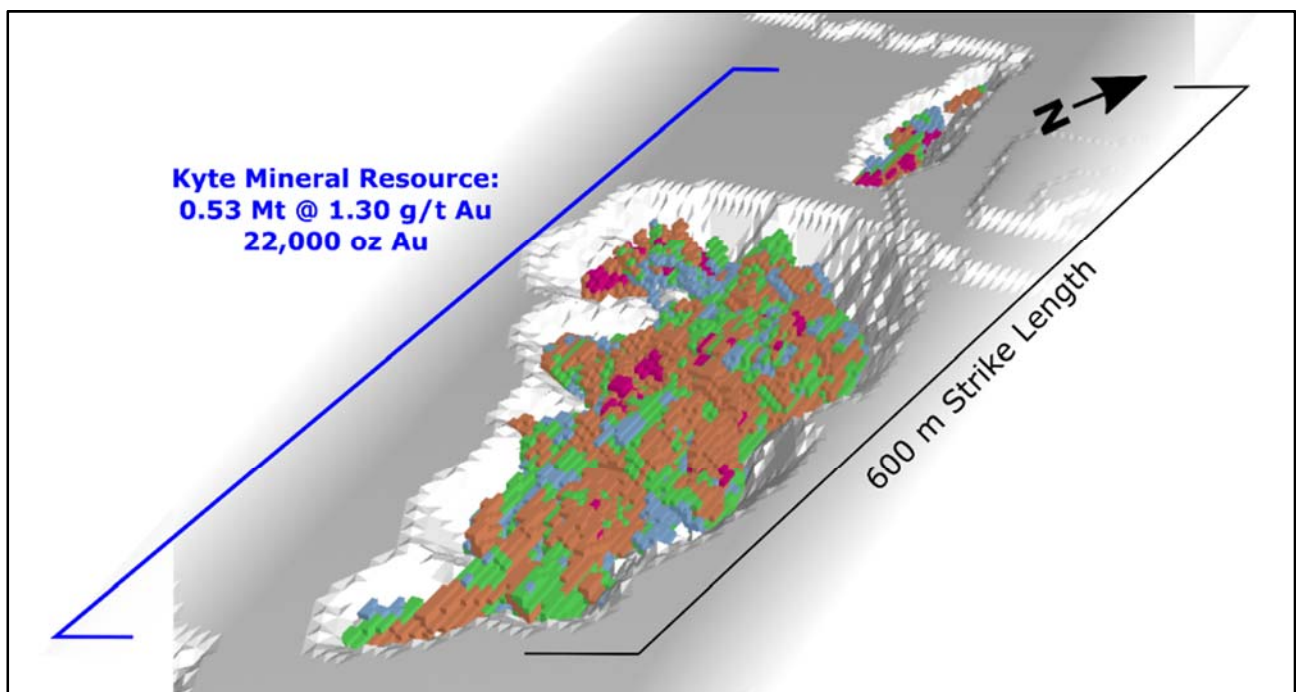 Kyte Mineral Resource:
0.53 Mt @ 1.30 g/t Au
22,000 oz Au
N
600 m Strike Length